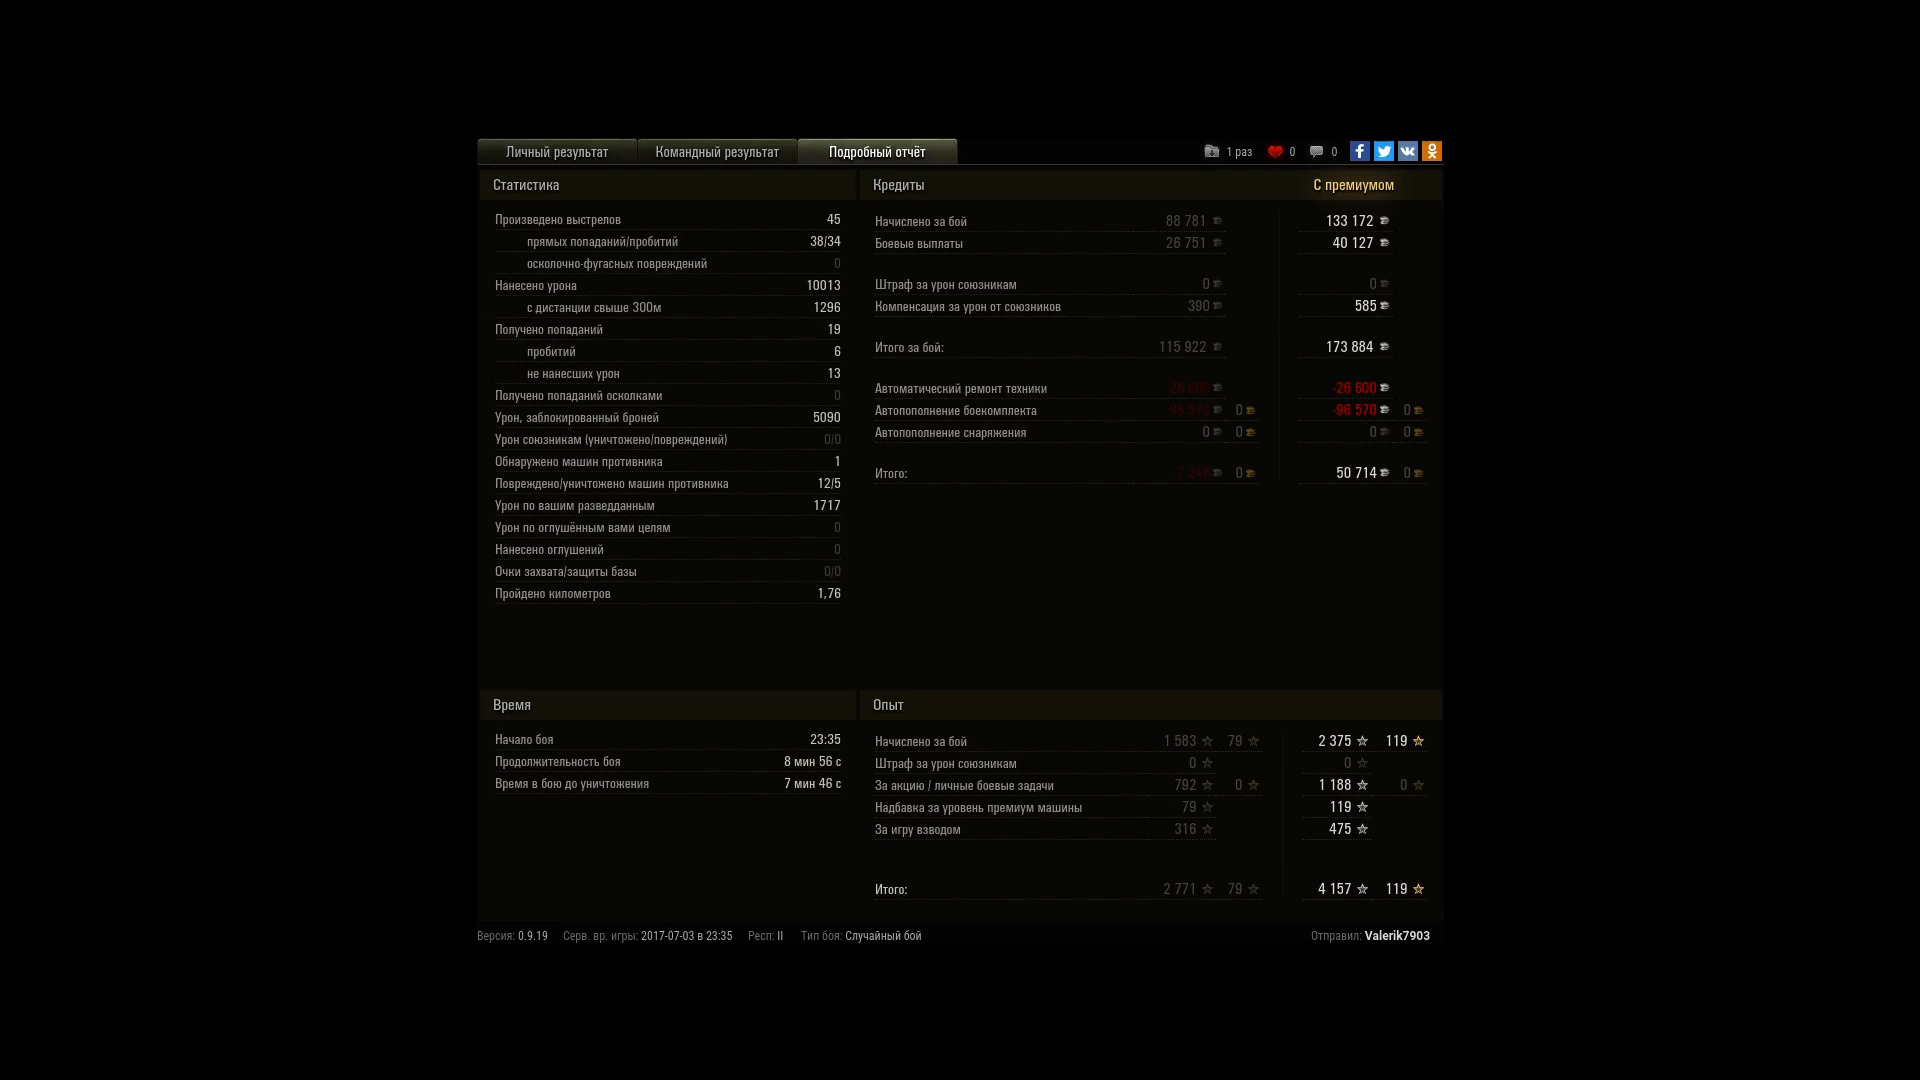 Личный результат Командный результат Подробный отчёт 1 раз 0 0
Статистика
Произведено выстрелов 45
прямых попаданий/пробитий 38/34
осколочно-фугасных повреждений 0
Нанесено урона 10013
с дистанции свыше 300м 1296
Получено попаданий 19
пробитий 6
не нанесших урон 13
Получено попаданий осколками 0
Урон, заблокированный броней 5090
Урон союзникам (уничтожено/повреждений) 0/0
Обнаружено машин противника 1
Повреждено/уничтожено машин противника 12/5
Урон по вашим разведданным 1717
Урон по оглушённым вами целям 0
Нанесено оглушений 0
Очки захвата/защиты базы 0/0
Пройдено километров 1,76
Кредиты С премиумом
Начислено за бой 88 781 133 172
Боевые выплаты 26 751 40 127
Штраф за урон союзникам 0 0
Компенсация за урон от союзников 390 585
Итого за бой: 115 922 173 884
Автоматический ремонт техники -26 600
Автопополнение боекомплекта 0 -96 570 0
Автопополнение снаряжения 0 0 0 0
Итого: 0 50 714 0
Время
Начало боя 23:35
Продолжительность боя 8 мин 56 с
Время в бою до уничтожения 7 мин 46 с
Опыт
Начислено за бой 1 583 79 2 375 119
Штраф за урон союзникам 0 0
За акцию / личные боевые задачи 792 0 1 188 0
Надбавка за уровень премиум машины 79 119
За игру взводом 316 475
Итого: 2 771 79 4 157 119
Версия: 0.9.19 Серв. вр. игры: 2017-07-03 в 23:35 Респ: II Тип боя: Случайный бой Отправил: Valerik7903